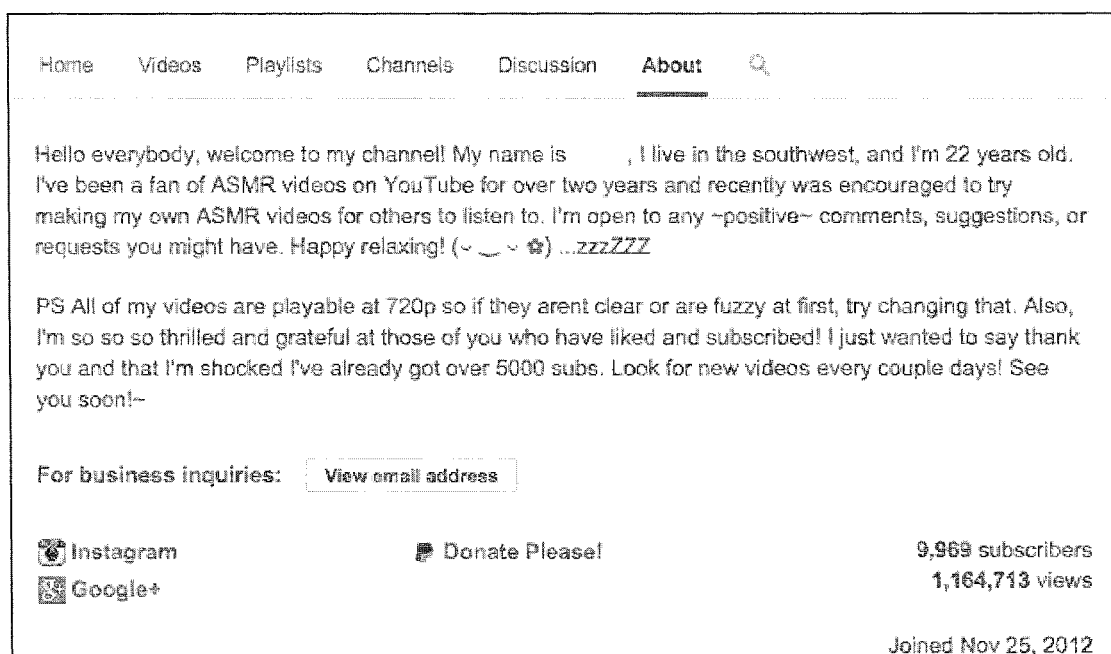 Home Videos Playlists Channels Discussion About
Hello everybody, welcome to my channel! My name is , I live in the southwest, and I'm 22 years old.
I've been a fan of ASMR videos on YouTube for over two years and recently was encouraged to try
making my own ASMR videos for others to listen to. I'm open to any ~positive~ comments, suggestions, or
requests you might have. Happy relaxing! (˘ ‿ ˘ ✿) ...zzzZZZ
PS All of my videos are playable at 720p so if they arent clear or are fuzzy at first, try changing that. Also,
I'm so so so thrilled and grateful at those of you who have liked and subscribed! I just wanted to say thank
you and that I'm shocked I've already got over 5000 subs. Look for new videos every couple days! See
you soon!~
For business inquiries: View email address
Instagram Donate Please! 9,969 subscribers
Google+ 1,164,713 views
Joined Nov 25, 2012